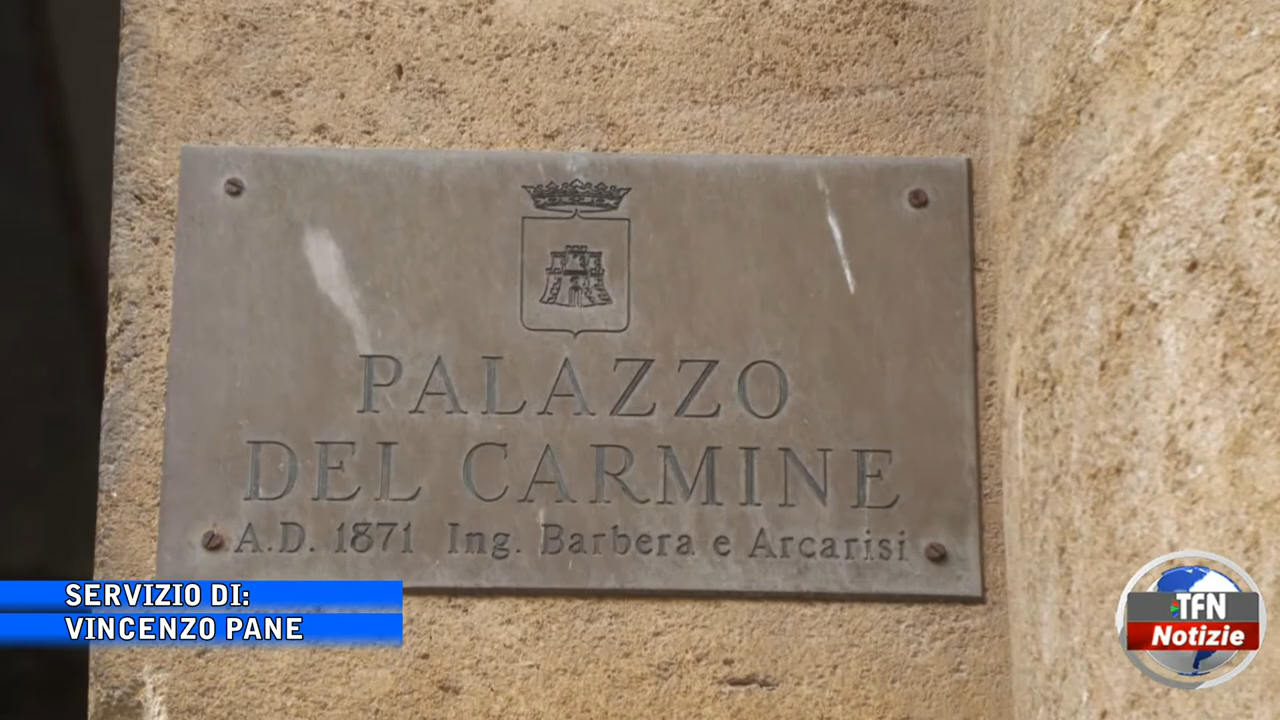 PALAZZO
DEL CARMINE
A.D. 1871 Ing. Barbera e Arcarisi
SERVIZIO DI:
VINCENZO PANE
TFN
Notizie